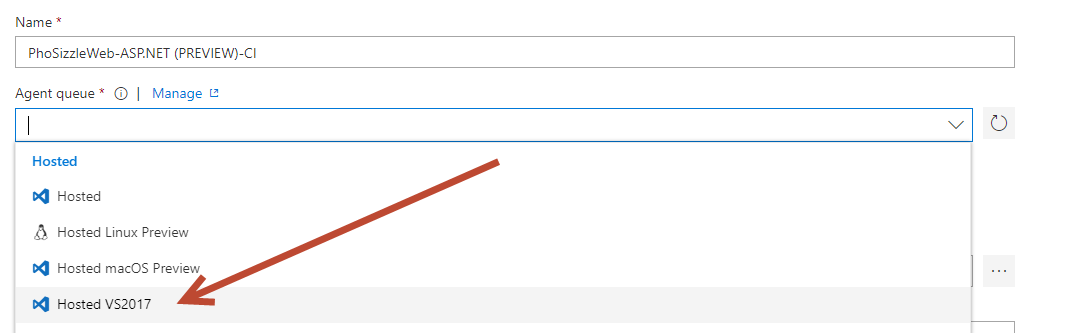 Name *
PhoSizzleWeb-ASP.NET (PREVIEW)-CI
Agent queue * | Manage
Hosted
Hosted
Hosted Linux Preview
Hosted macOS Preview
Hosted VS2017